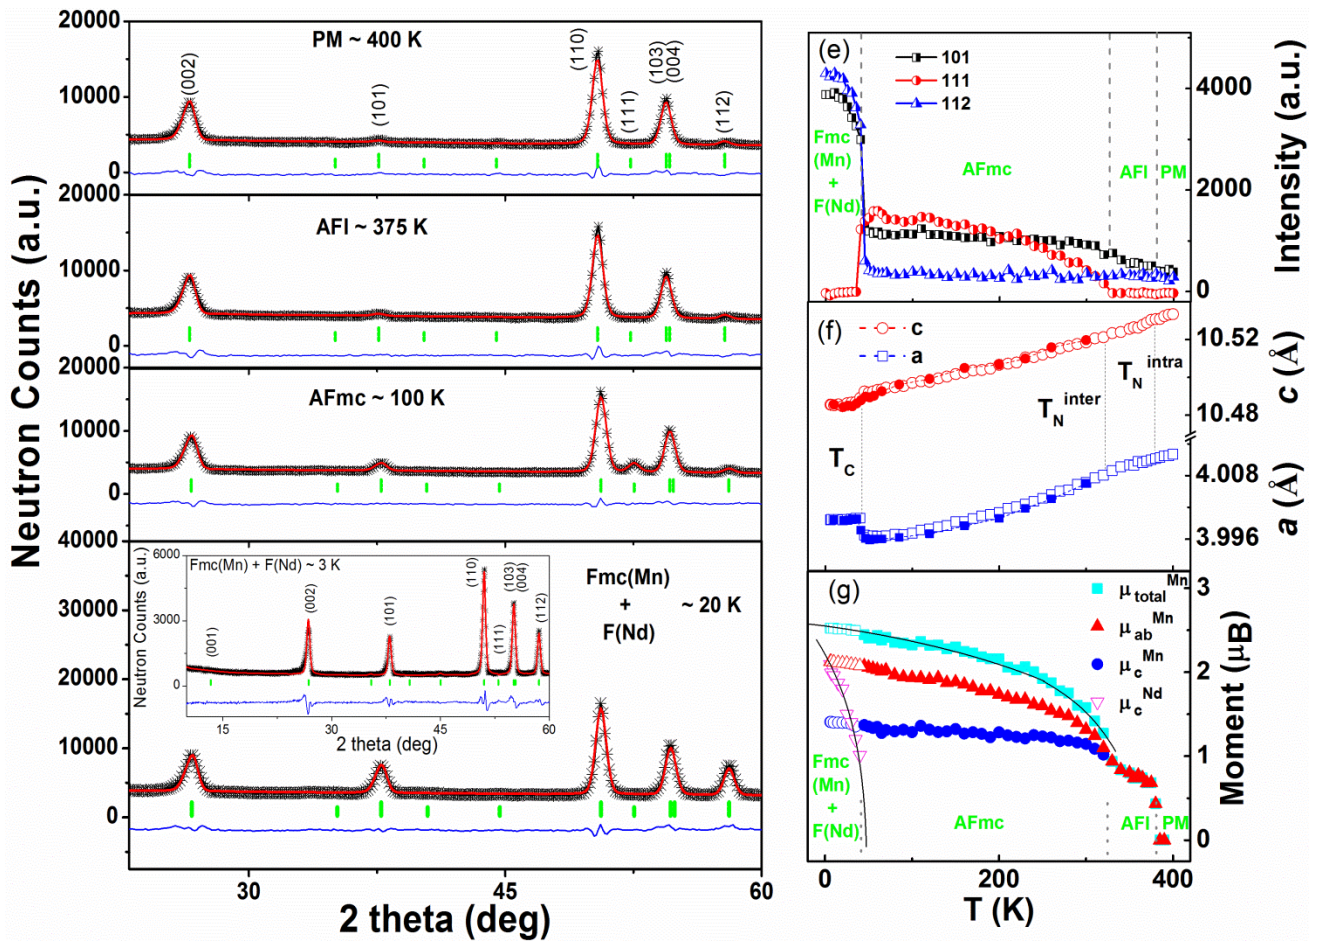 Neutron Counts (a.u.)
20000
10000
0
PM ~ 400 K
(002)
(101)
(110)
(111)
(103)
(004)
(112)
20000
10000
0
AFl ~ 375 K
20000
10000
0
AFmc ~ 100 K
40000
30000
20000
10000
0
Fmc(Mn)
+
F(Nd)
~ 20 K
Neutron Counts (a.u.)
6000
3000
0
Fmc(Mn) + F(Nd) ~ 3 K
(001)
(002)
(101)
(110)
(111)
(103)
(004)
(112)
15 30 45 60
2 theta (deg)
30 45 60
2 theta (deg)
(e)
101
111
112
Fmc
(Mn)
+
F(Nd)
AFmc
AFl
PM
4000
2000
0
Intensity (a.u.)
(f)
c
a
T_C
T_N^inter
T_N^intra
10.52
10.48
c (Å)
4.008
3.996
a (Å)
(g)
μ_total^Mn
μ_ab^Mn
μ_c^Mn
μ_c^Nd
Fmc
(Mn)
+
F(Nd)
AFmc
AFl
PM
3
2
1
0
Moment (μB)
0 200 400
T (K)